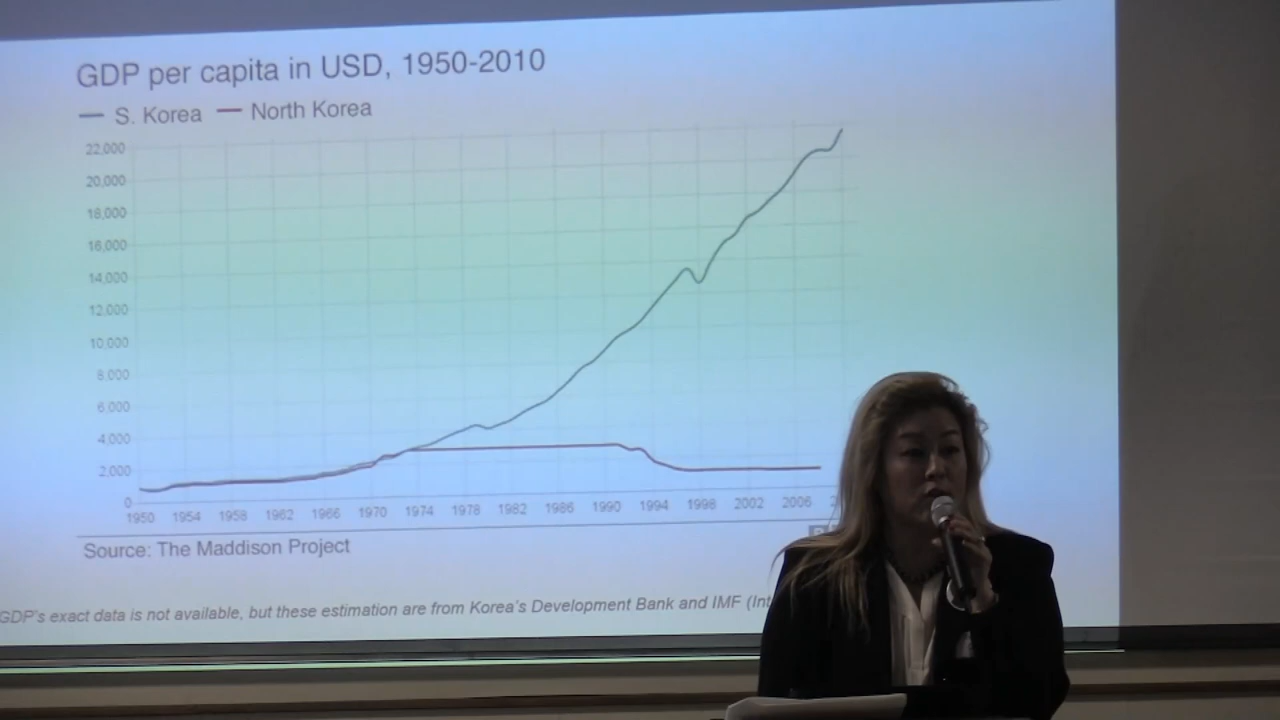 GDP per capita in USD, 1950-2010
S. Korea North Korea
22,000
20,000
18,000
16,000
14,000
12,000
10,000
8,000
6,000
4,000
2,000
0
1950 1954 1958 1962 1966 1970 1974 1978 1982 1986 1990 1994 1998 2002 2006
Source: The Maddison Project
GDP's exact data is not available, but these estimation are from Korea's Development Bank and IMF